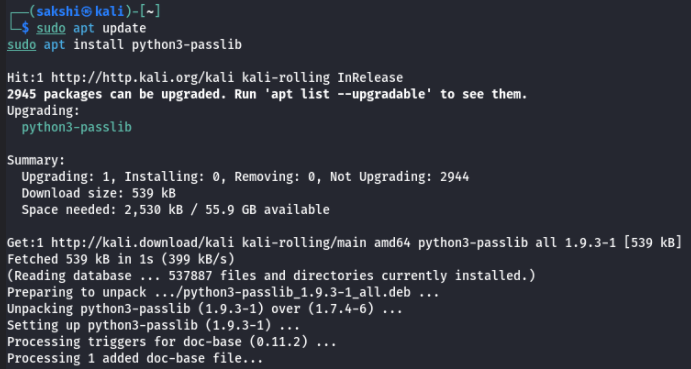 ┌──(sakshi㉿kali)-[~]
└─$ sudo apt update
sudo apt install python3-passlib
Hit:1 http://http.kali.org/kali kali-rolling InRelease
2945 packages can be upgraded. Run 'apt list --upgradable' to see them.
Upgrading:
python3-passlib
Summary:
Upgrading: 1, Installing: 0, Removing: 0, Not Upgrading: 2944
Download size: 539 kB
Space needed: 2,530 kB / 55.9 GB available
Get:1 http://kali.download/kali kali-rolling/main amd64 python3-passlib all 1.9.3-1 [539 kB]
Fetched 539 kB in 1s (399 kB/s)
(Reading database ... 537887 files and directories currently installed.)
Preparing to unpack .../python3-passlib_1.9.3-1_all.deb ...
Unpacking python3-passlib (1.9.3-1) over (1.7.4-6) ...
Setting up python3-passlib (1.9.3-1) ...
Processing triggers for doc-base (0.11.2) ...
Processing 1 added doc-base file...